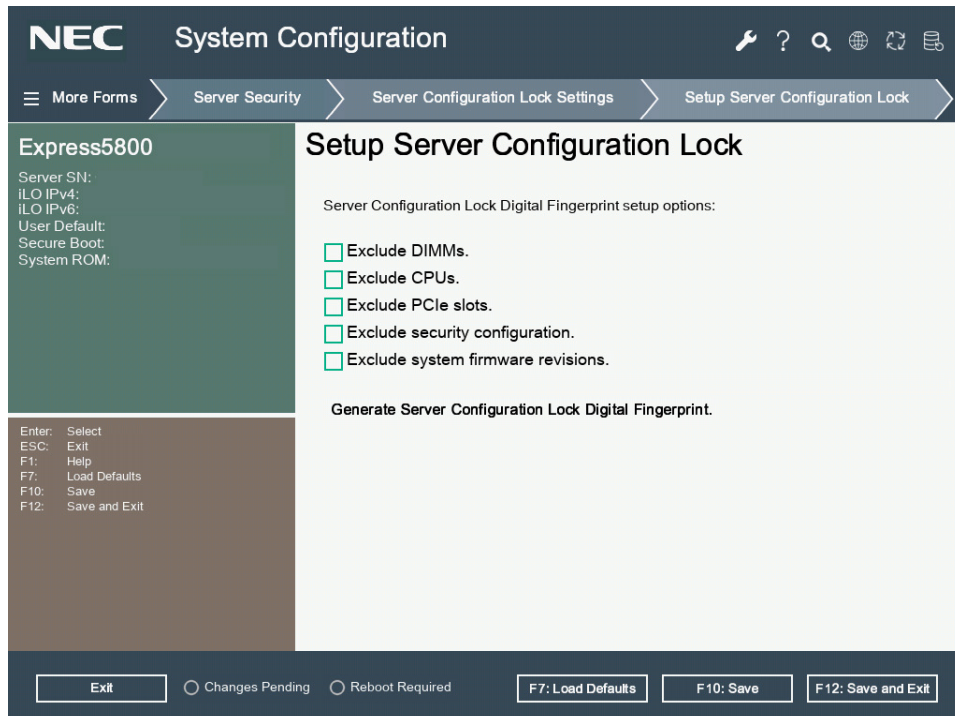 NEC System Configuration
More Forms Server Security Server Configuration Lock Settings Setup Server Configuration Lock
Express5800
Server SN:
iLO IPv4:
iLO IPv6:
User Default:
Secure Boot:
System ROM:
Setup Server Configuration Lock
Server Configuration Lock Digital Fingerprint setup options:
Exclude DIMMs.
Exclude CPUs.
Exclude PCIe slots.
Exclude security configuration.
Exclude system firmware revisions.
Generate Server Configuration Lock Digital Fingerprint.
Enter: Select
ESC: Exit
F1: Help
F7: Load Defaults
F10: Save
F12: Save and Exit
Exit Changes Pending Reboot Required F7: Load Defaults F10: Save F12: Save and Exit